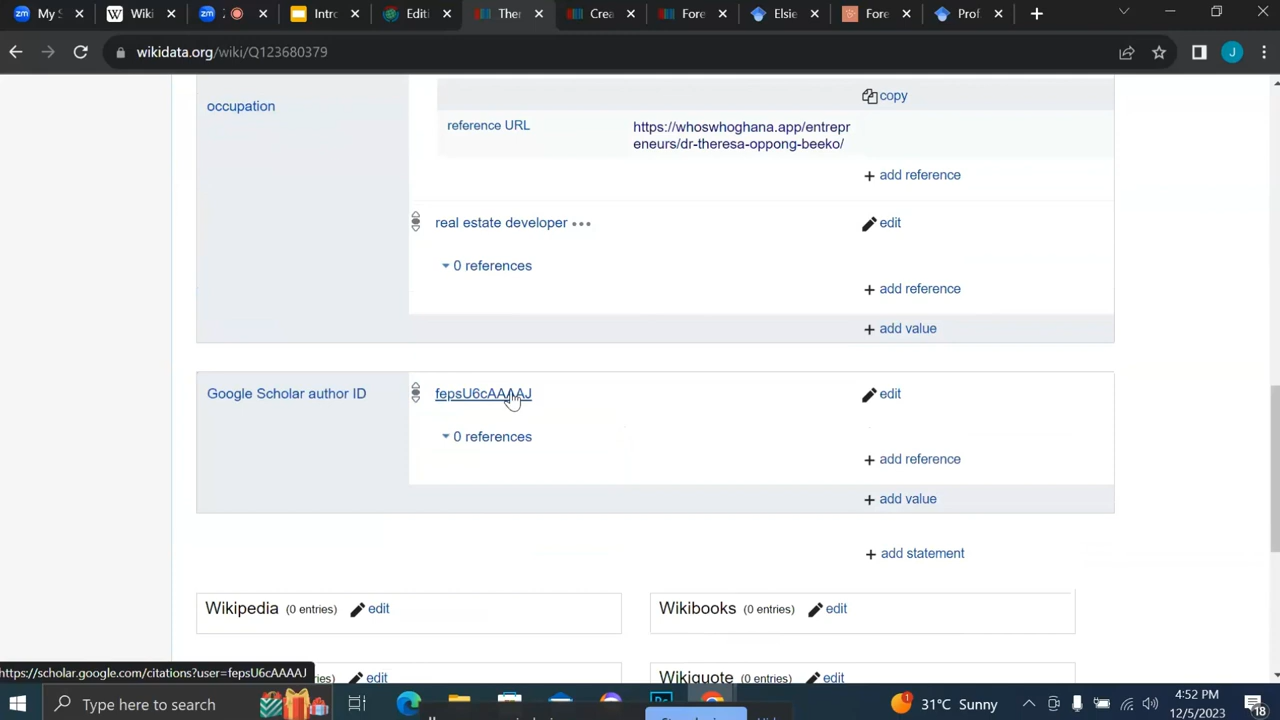 My S
Wiki
Intro
Editi
Ther
Crea
Fore
Elsie
Fore
Prof
wikidata.org/wiki/Q123680379
J
copy
occupation
reference URL
https://whoswhoghana.app/entrepr
eneurs/dr-theresa-oppong-beeko/
+ add reference
real estate developer
edit
0 references
+ add reference
+ add value
Google Scholar author ID
fepsU6cAAAAJ
edit
0 references
+ add reference
+ add value
+ add statement
Wikipedia (0 entries) edit
Wikibooks (0 entries) edit
https://scholar.google.com/citations?user=fepsU6cAAAAJ
edit
Wikiquote (0 entries) edit
Type here to search
1
31°C Sunny
4:52 PM
12/5/2023
18